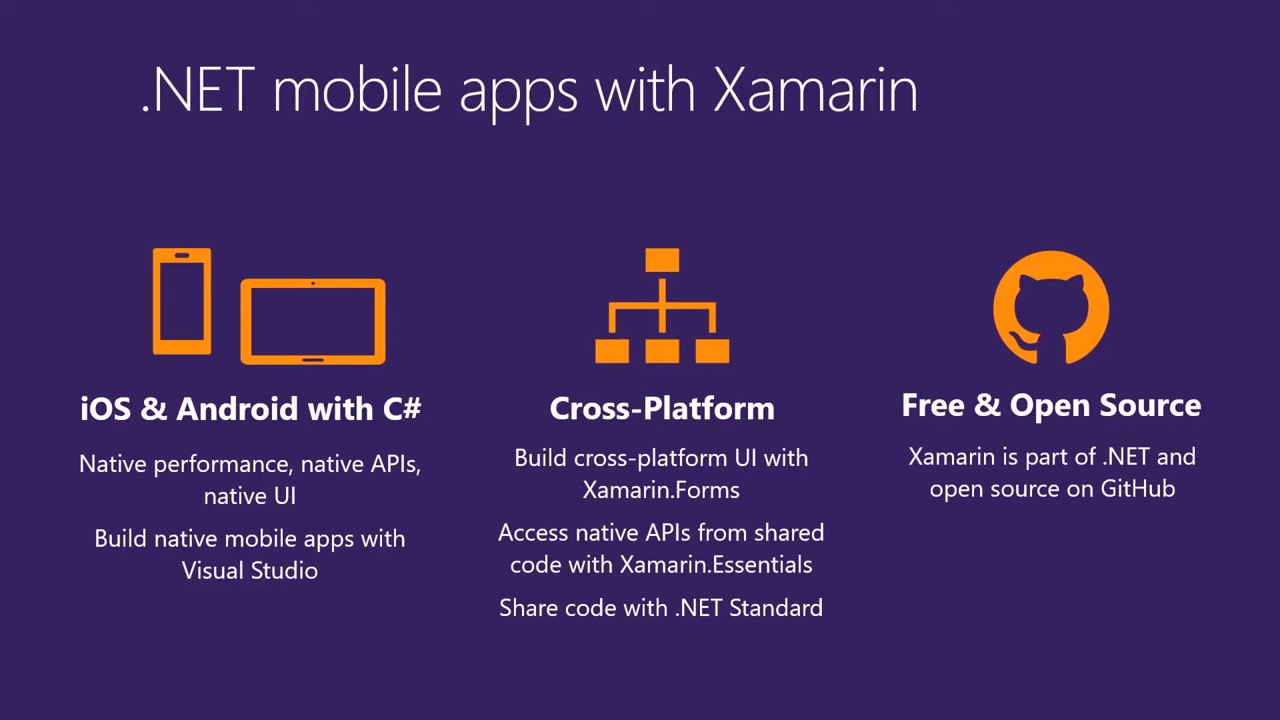 .NET mobile apps with Xamarin
iOS & Android with C#
Native performance, native APIs,
native UI
Build native mobile apps with
Visual Studio
Cross-Platform
Build cross-platform UI with
Xamarin.Forms
Access native APIs from shared
code with Xamarin.Essentials
Share code with .NET Standard
Free & Open Source
Xamarin is part of .NET and
open source on GitHub